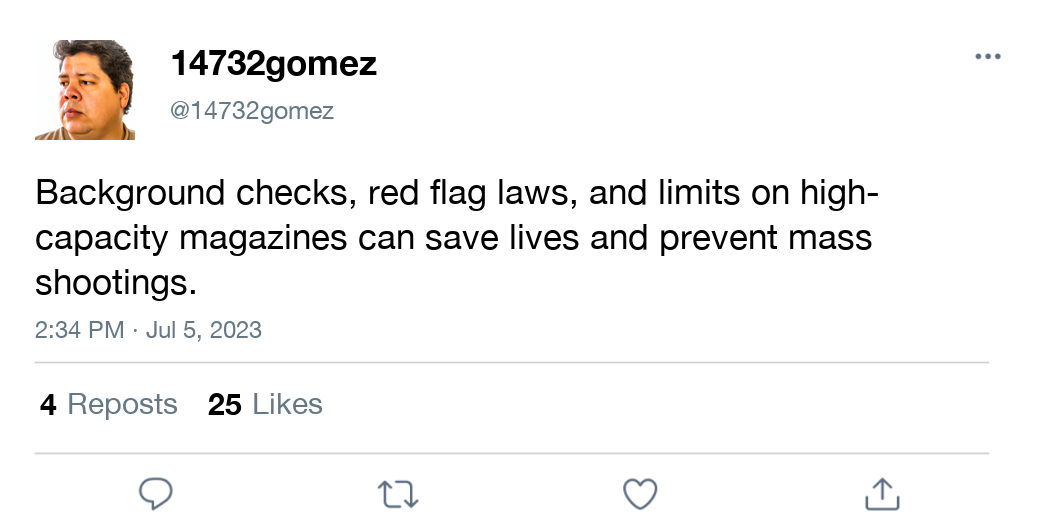 14732gomez
@14732gomez
Background checks, red flag laws, and limits on high-
capacity magazines can save lives and prevent mass
shootings.
2:34 PM · Jul 5, 2023
4 Reposts 25 Likes